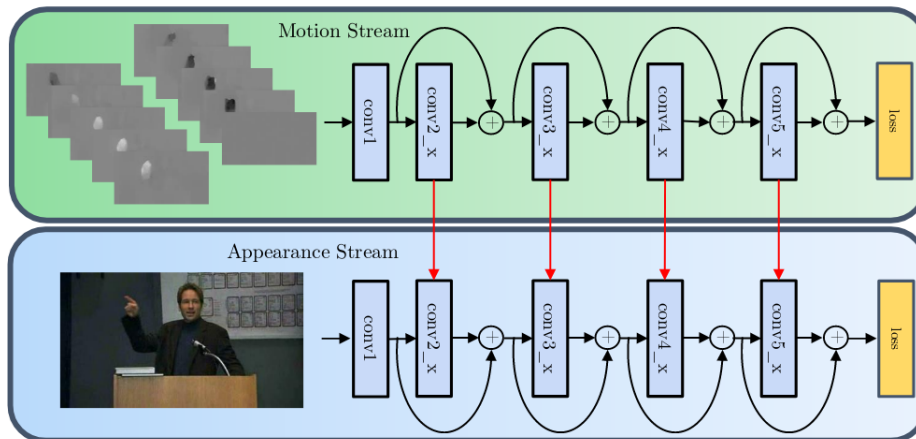 Motion Stream
conv1
conv2_x
+
conv3_x
+
conv4_x
+
conv5_x
+
loss
Appearance Stream
conv1
conv2_x
+
conv3_x
+
conv4_x
+
conv5_x
+
loss